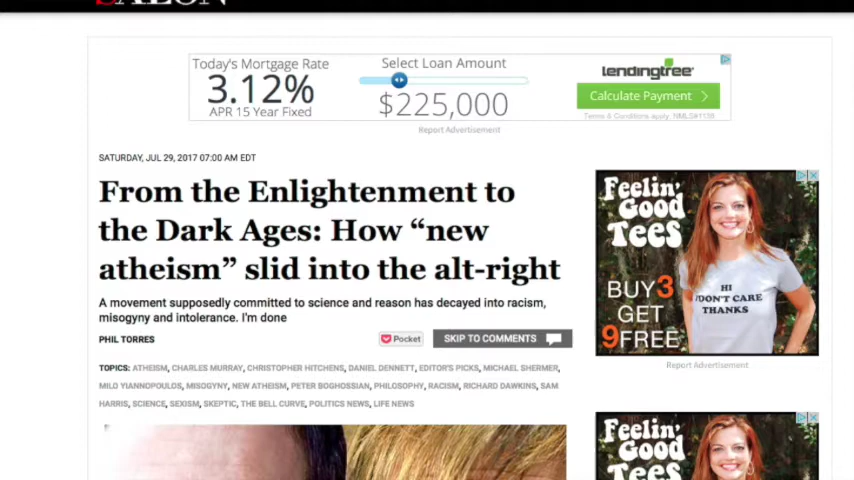 SALON
Today's Mortgage Rate
3.12%
APR 15 Year Fixed
Select Loan Amount
$225,000
lendingtree
Calculate Payment
Terms & Conditions apply. NMLS#1136
Report Advertisement
SATURDAY, JUL 29, 2017 07:00 AM EDT
From the Enlightenment to
the Dark Ages: How “new
atheism” slid into the alt-right
A movement supposedly committed to science and reason has decayed into racism,
misogyny and intolerance. I'm done
PHIL TORRES
Pocket
SKIP TO COMMENTS
TOPICS: ATHEISM, CHARLES MURRAY, CHRISTOPHER HITCHENS, DANIEL DENNETT, EDITOR'S PICKS, MICHAEL SHERMER,
MILO YIANNOPOULOS, MISOGYNY, NEW ATHEISM, PETER BOGHOSSIAN, PHILOSOPHY, RACISM, RICHARD DAWKINS, SAM
HARRIS, SCIENCE, SEXISM, SKEPTIC, THE BELL CURVE, POLITICS NEWS, LIFE NEWS
Feelin'
Good
Tees
BUY 3
GET
9 FREE
HI
I DON'T CARE
THANKS
Report Advertisement
Feelin'
Good
Tees